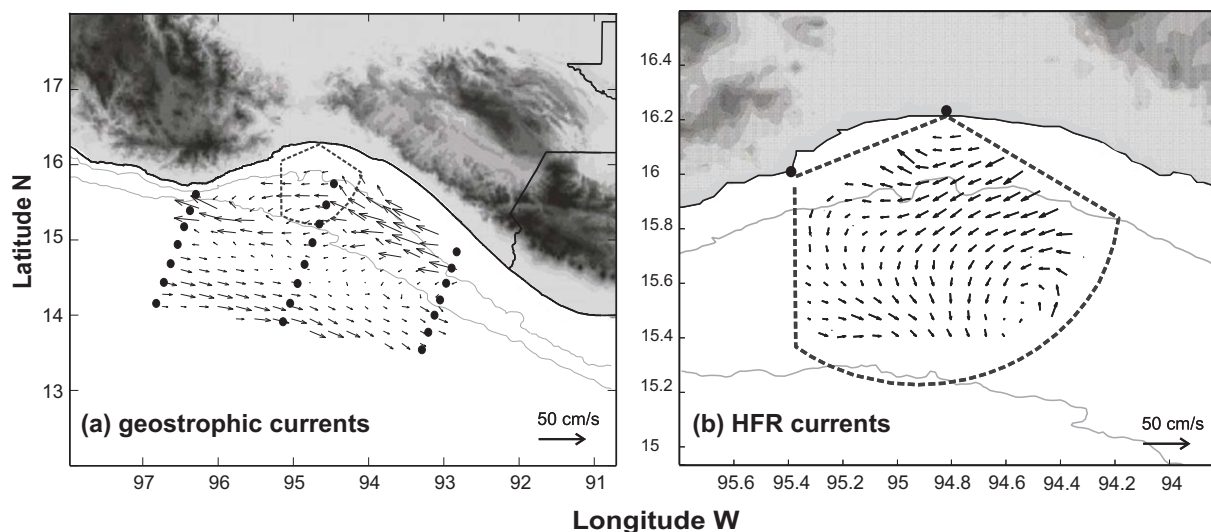 17
16
15
14
13
Latitude N
(a) geostrophic currents
50 cm/s
97 96 95 94 93 92 91
16.4
16.2
16
15.8
15.6
15.4
15.2
15
(b) HFR currents
50 cm/s
95.6 95.4 95.2 95 94.8 94.6 94.4 94.2 94
Longitude W